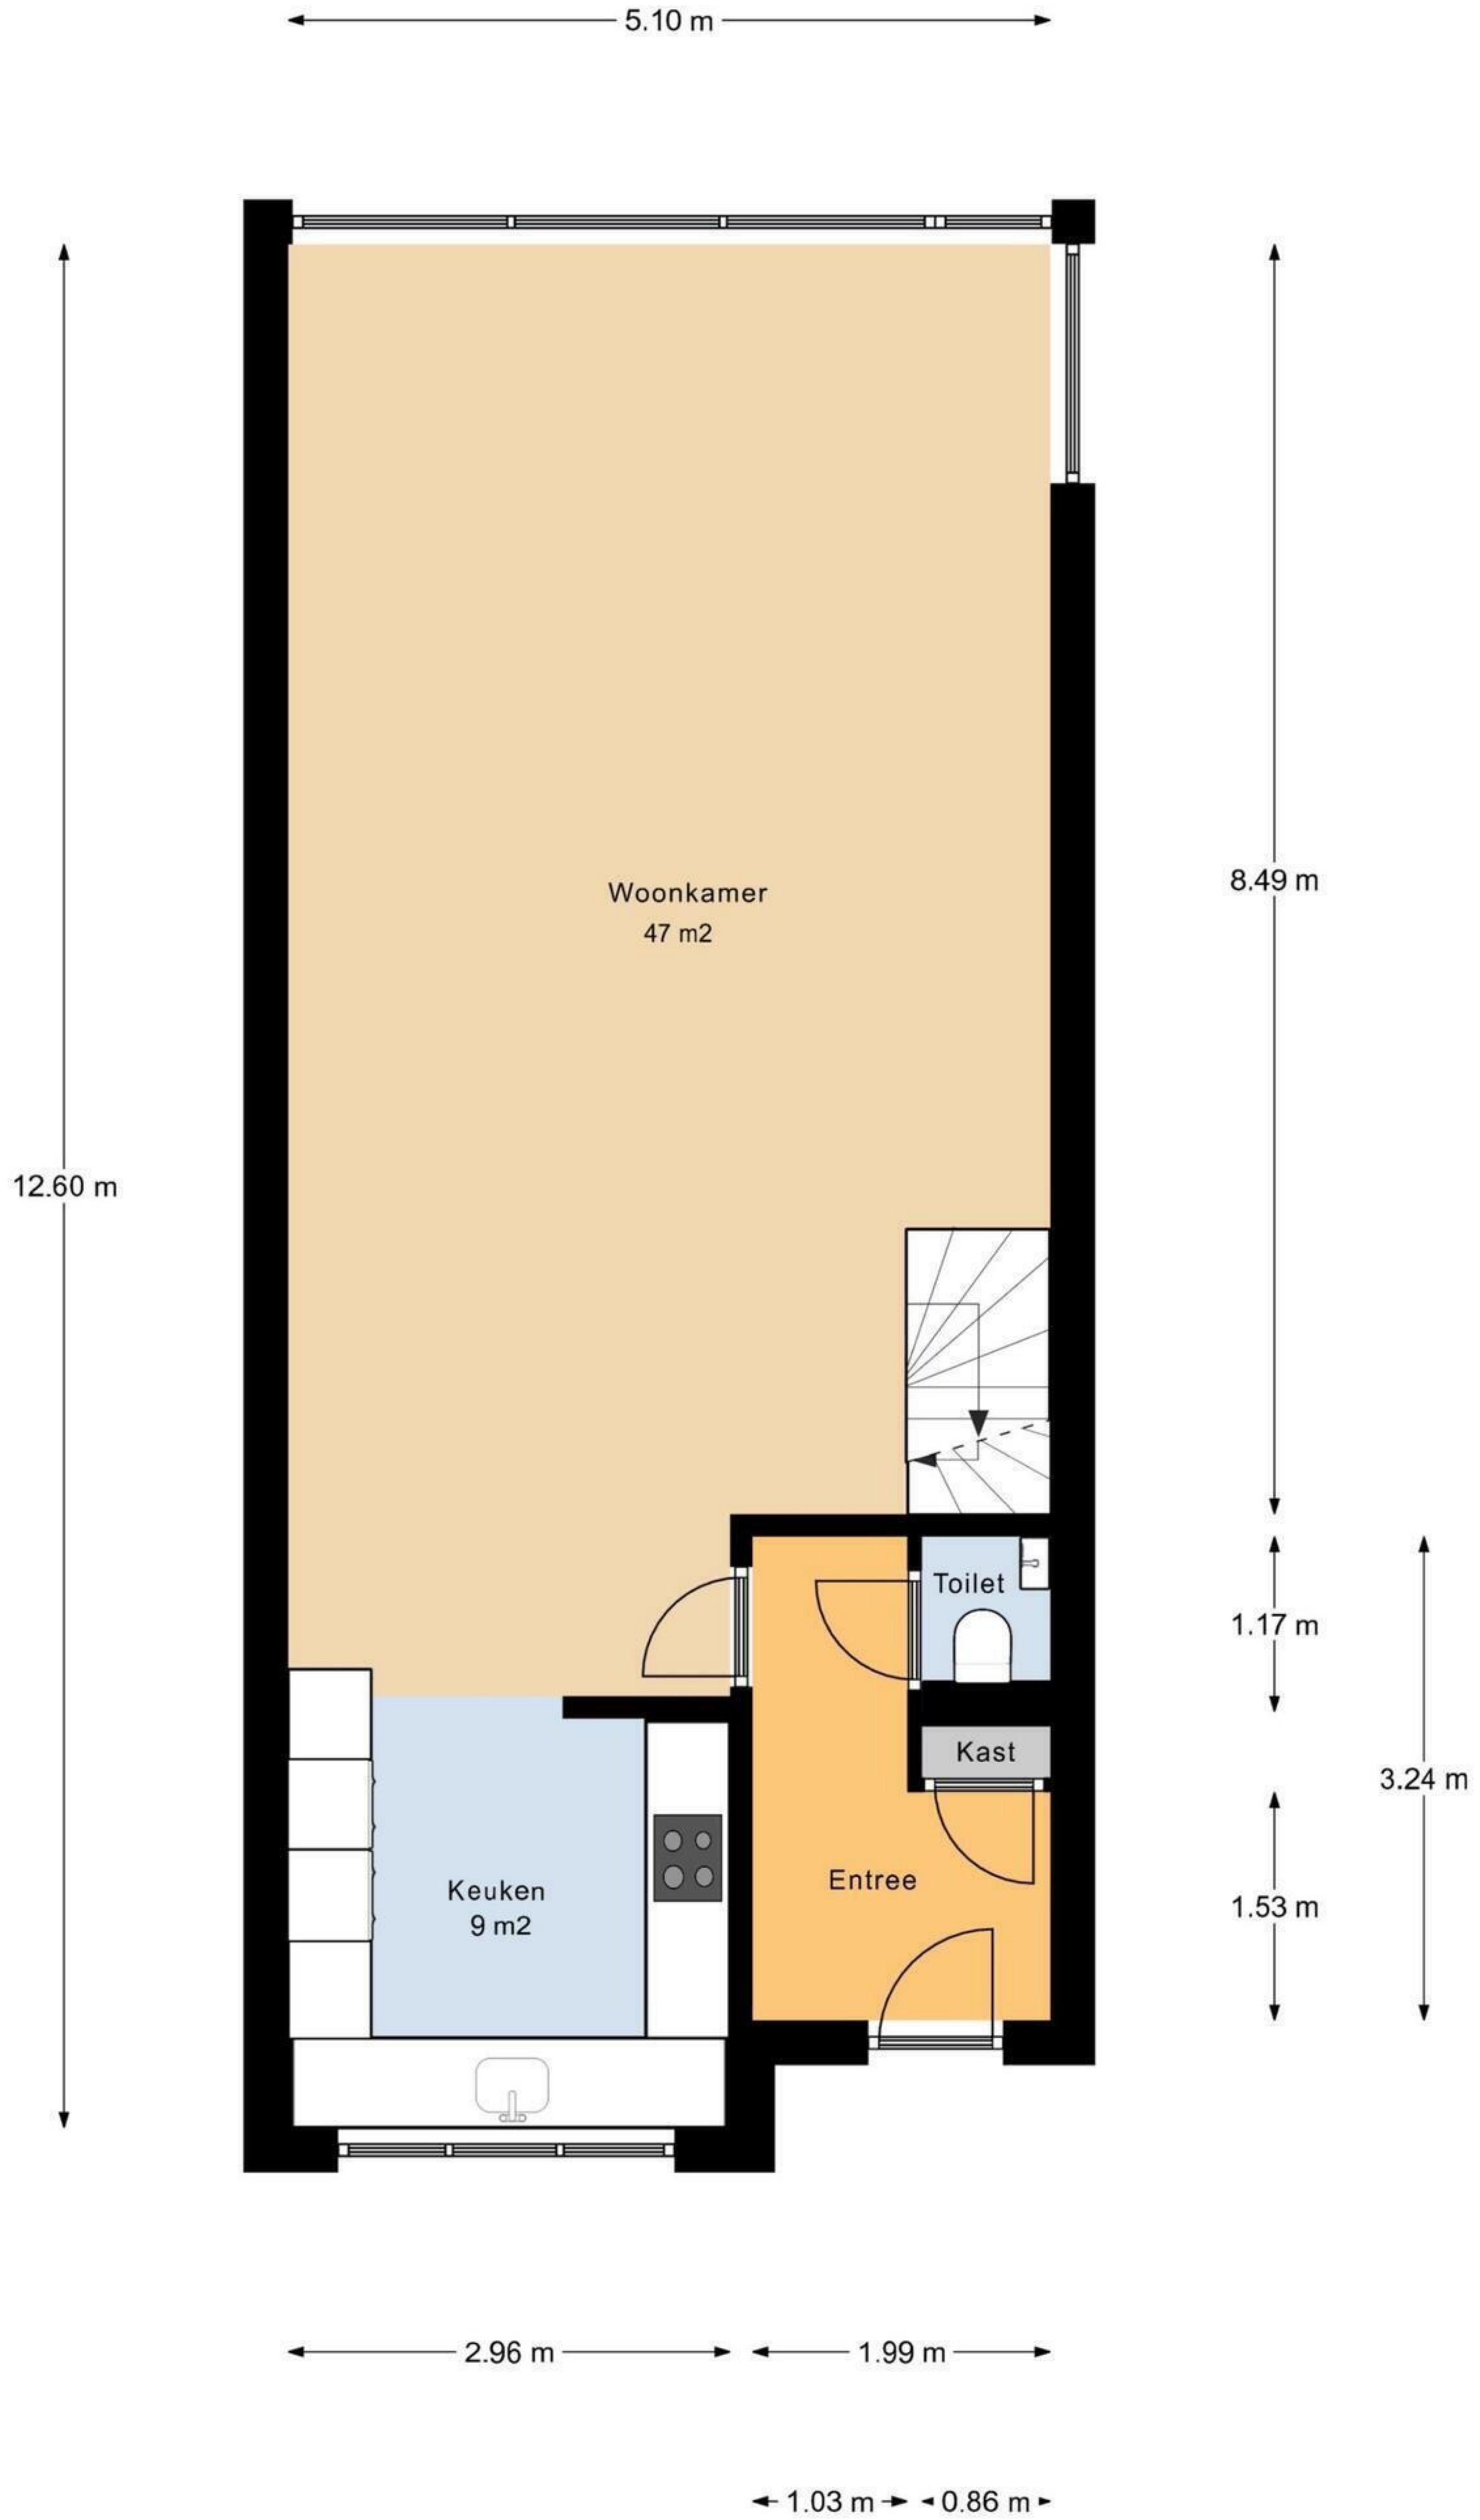 5.10 m
Woonkamer
47 m2
8.49 m
12.60 m
Toilet
1.17 m
Kast
3.24 m
Entree
Keuken
9 m2
1.53 m
2.96 m
1.99 m
1.03 m
0.86 m